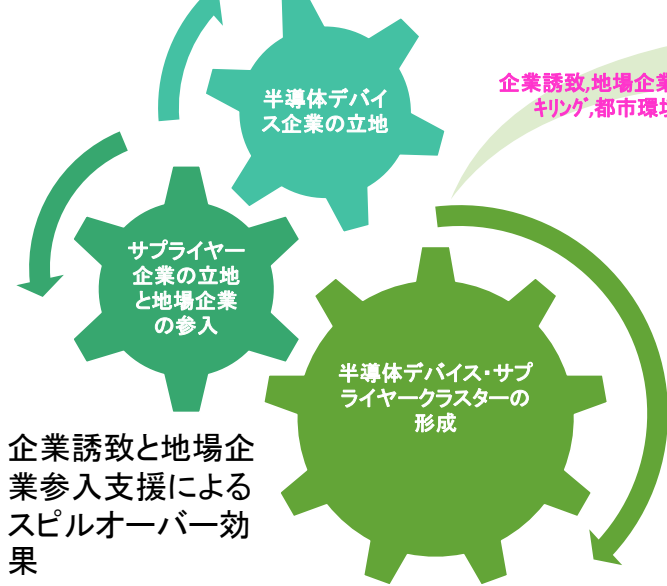 半導体デバイ
ス企業の立地
企業誘致,地場企業
キリング,都市環境
サプライヤー
企業の立地
と地場企業
の参入
半導体デバイス・サプ
ライヤークラスターの
形成
企業誘致と地場企
業参入支援による
スピルオーバー効
果